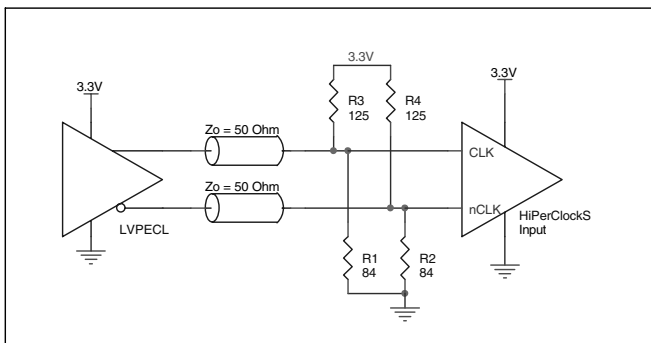 3.3V
3.3V
3.3V
R3
125
R4
125
Zo = 50 Ohm
CLK
Zo = 50 Ohm
nCLK
HiPerClockS
Input
LVPECL
R1
84
R2
84